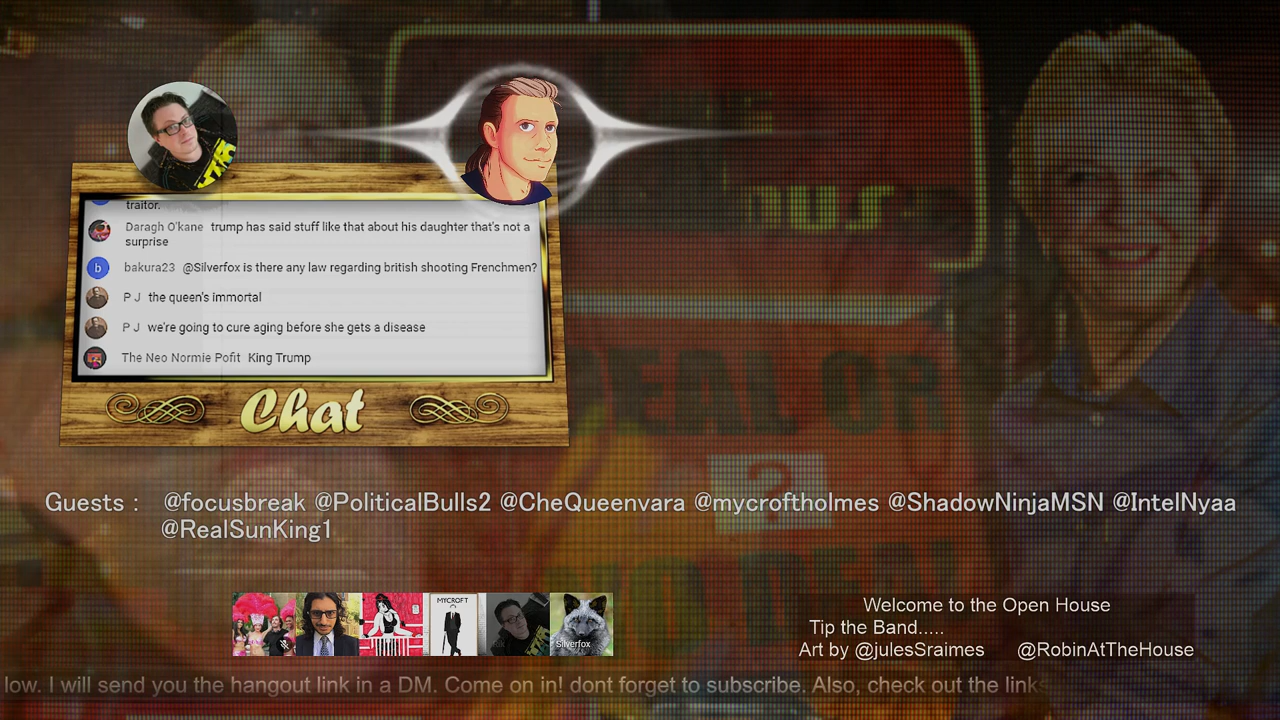 traitor.
Daragh O'kane trump has said stuff like that about his daughter that's not a
surprise
bakura23 @Silverfox is there any law regarding british shooting Frenchmen?
P J the queen's immortal
P J we're going to cure aging before she gets a disease
The Neo Normie Pofit King Trump
Chat
DEAL OR
?
NO DEAL
Guests : @focusbreak @PoliticalBulls2 @CheQueenvara @mycroftholmes @ShadowNinjaMSN @IntelNyaa
@RealSunKing1
MYCROFT
Silverfox
Welcome to the Open House
Tip the Band.....
Art by @julesSraimes @RobinAtTheHouse
low. I will send you the hangout link in a DM. Come on in! dont forget to subscribe. Also, check out the links